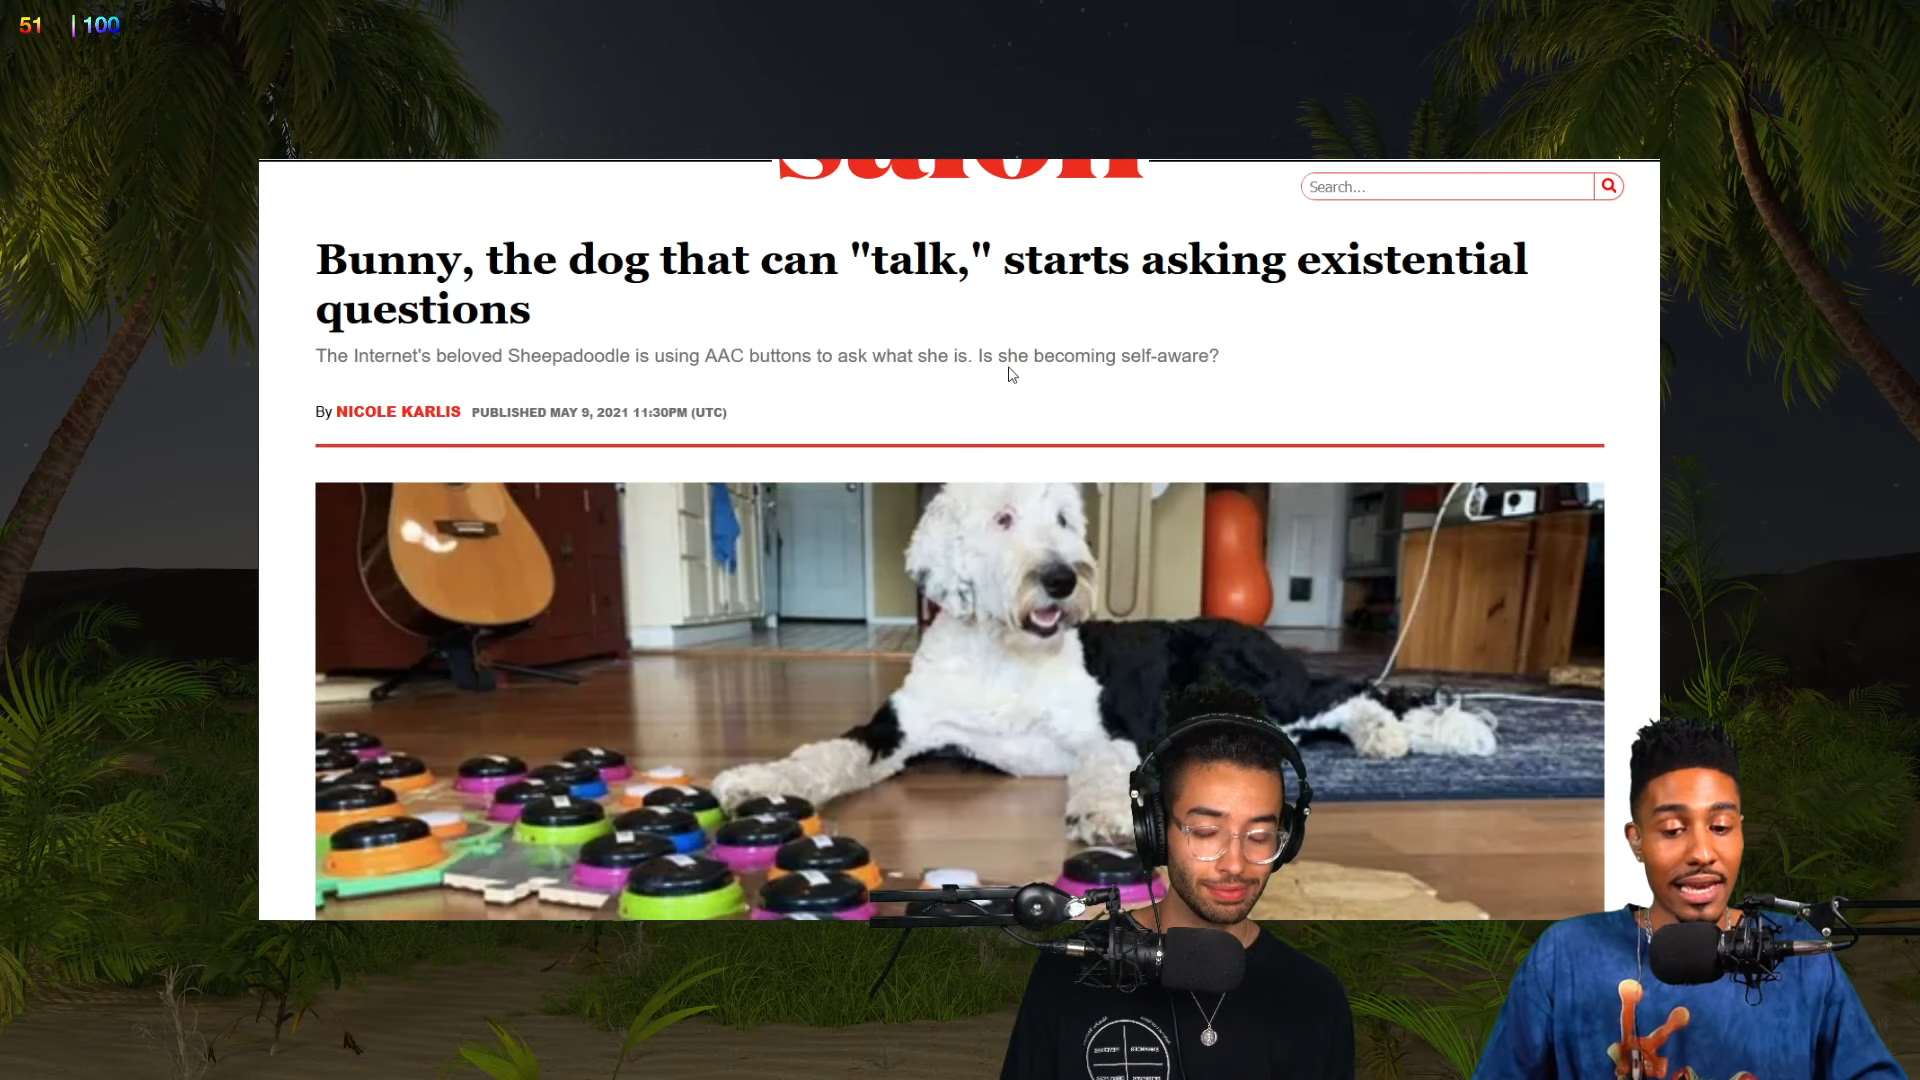 51 | 100
salon
Search...
Bunny, the dog that can "talk," starts asking existential
questions
The Internet's beloved Sheepadoodle is using AAC buttons to ask what she is. Is she becoming self-aware?
By NICOLE KARLIS PUBLISHED MAY 9, 2021 11:30PM (UTC)